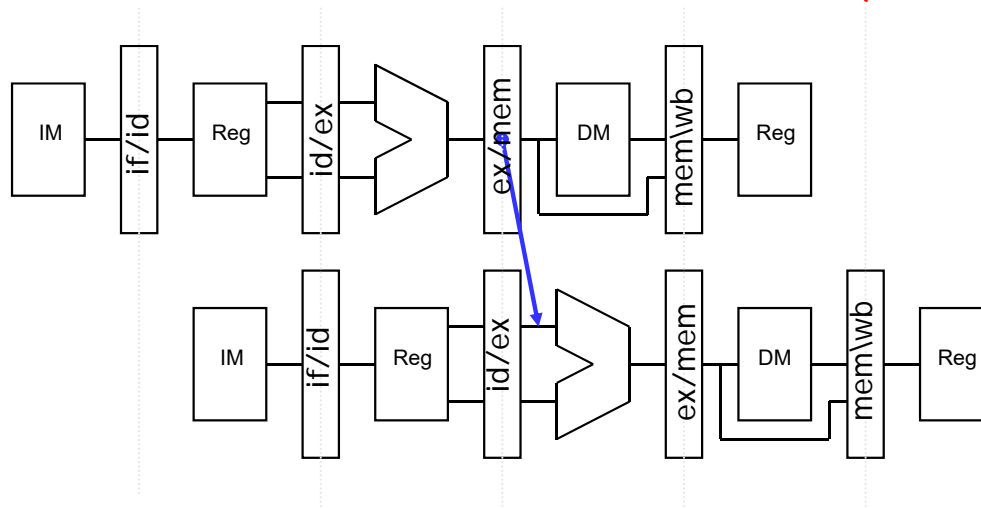 IM
if/id
Reg
id/ex
ex/mem
DM
mem\wb
Reg
IM
if/id
Reg
id/ex
ex/mem
DM
mem\wb
Reg